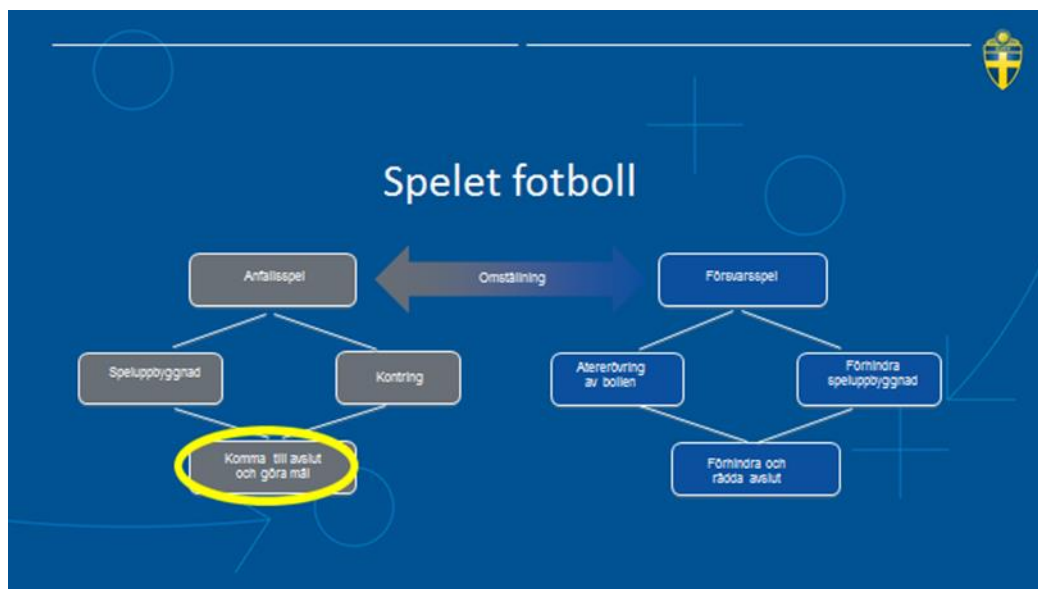 Spelet fotboll
Anfallsspel
Omställning
Försvarsspel
Speluppbyggnad
Kontring
Återerövring
av bollen
Förhindra
speluppbyggnad
Komma till avslut
och göra mål
Förhindra och
rädda avslut